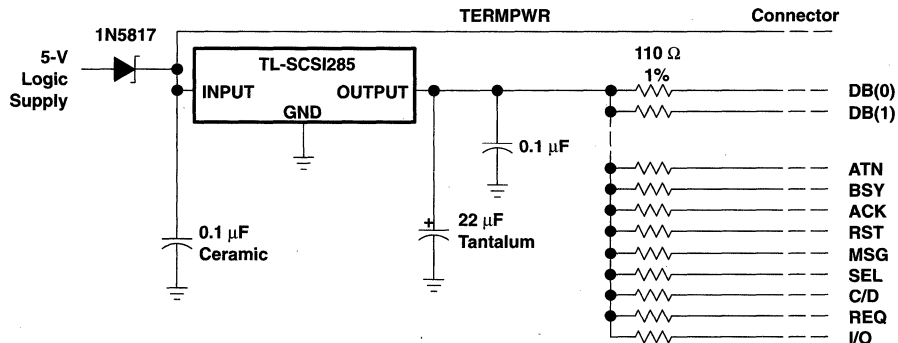 TERMPWR
Connector
1N5817
5-V
Logic
Supply
TL-SCSI285
INPUT
OUTPUT
GND
110 Ω
1%
DB(0)
DB(1)
0.1 μF
ATN
BSY
ACK
RST
MSG
SEL
C/D
REQ
I/O
0.1 μF
Ceramic
+
22 μF
Tantalum